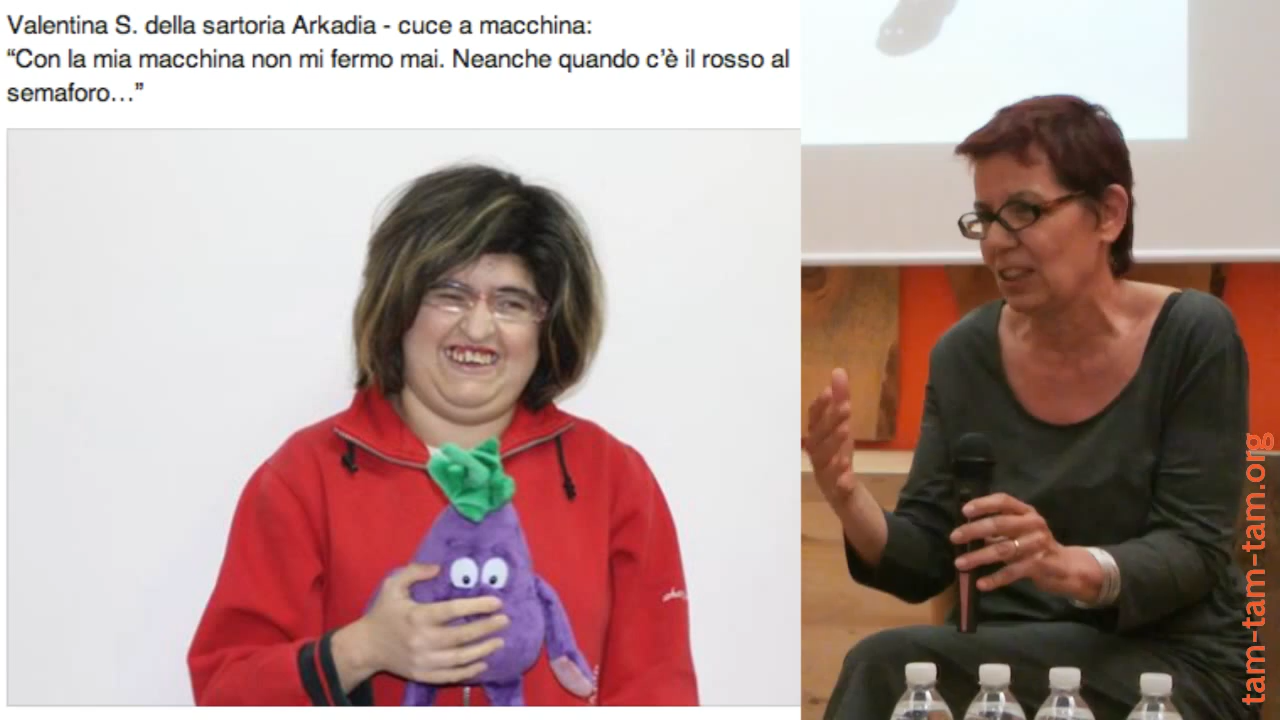 Valentina S. della sartoria Arkadia - cuce a macchina:
“Con la mia macchina non mi fermo mai. Neanche quando c’è il rosso al
semaforo…”
tam-tam-tam.org